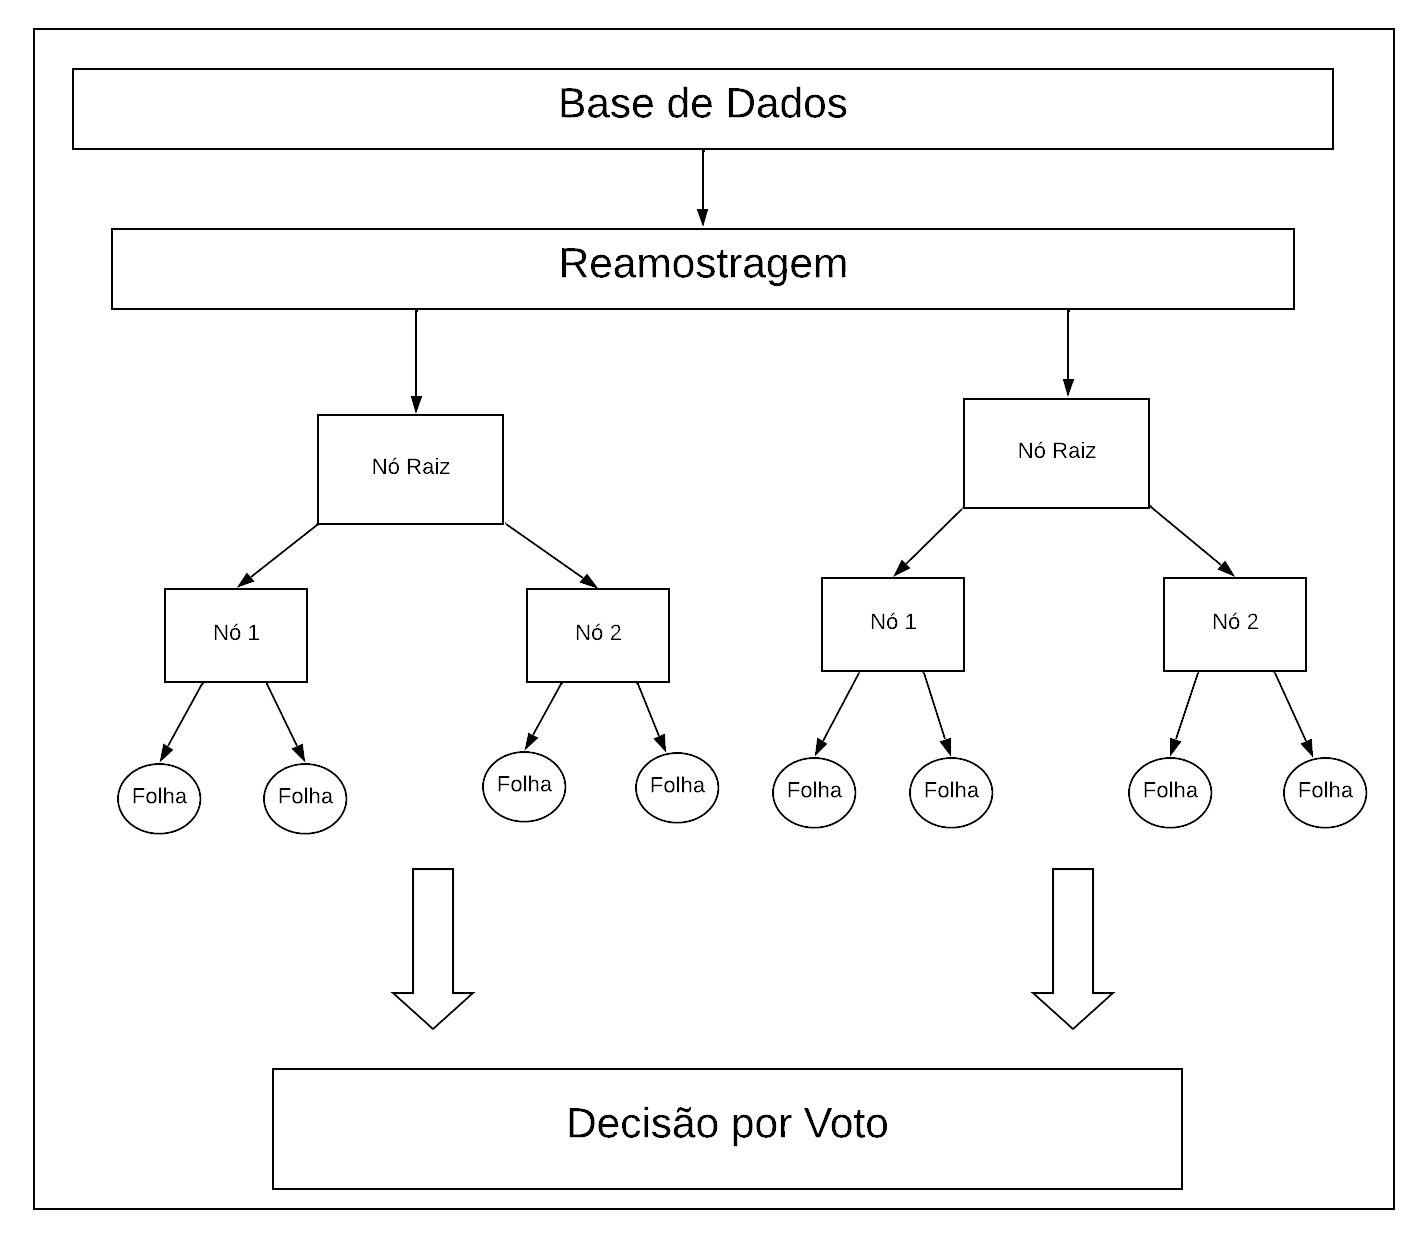 Base de Dados
Reamostragem
Nó Raiz
Nó Raiz
Nó 1
Nó 2
Nó 1
Nó 2
Folha
Folha
Folha
Folha
Folha
Folha
Folha
Folha
Decisão por Voto